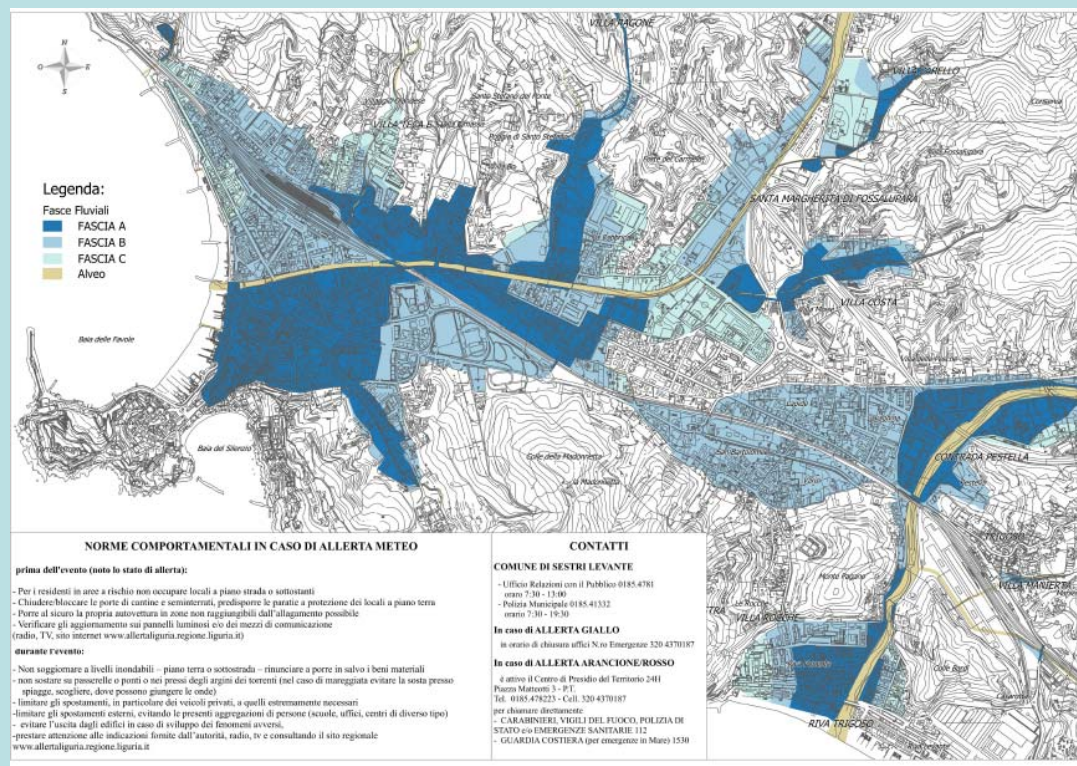 VILLA RAGONE
N
O E
S
Santo Stefano del Ponte
SANTA MARGHERITA DI FOSSALUPARA
VILLA COSTA
Legenda:
Fasce Fluviali
FASCIA A
FASCIA B
FASCIA C
Alveo
Baia delle Favole
Baia del Silenzio
Colle della Madonnetta
la Madonnetta
San Bartolomeo
CONTRADA PESTELLA
Monte Pagano
Le Rocche
RIVA TRIGOSO
NORME COMPORTAMENTALI IN CASO DI ALLERTA METEO
prima dell'evento (noto lo stato di allerta):
- Per i residenti in aree a rischio non occupare locali a piano strada o sottostanti
- Chiudere/bloccare le porte di cantine e seminterrati, predisporre le paratie a protezione dei locali a piano terra
- Porre al sicuro la propria autovettura in zone non raggiungibili dall'allagamento possibile
- Verificare gli aggiornamento sui pannelli luminosi e/o dei mezzi di comunicazione
(radio, TV, sito internet www.allertaliguria.regione.liguria.it)
durante l'evento:
- Non soggiornare a livelli inondabili – piano terra o sottostrada – rinunciare a porre in salvo i beni materiali
- non sostare su passerelle o ponti o nei pressi degli argini dei torrenti (nel caso di mareggiata evitare la sosta presso
spiagge, scogliere, dove possono giungere le onde)
- limitare gli spostamenti, in particolare dei veicoli privati, a quelli estremamente necessari
-limitare gli spostamenti esterni, evitando le presenti aggregazioni di persone (scuole, uffici, centri di diverso tipo)
- evitare l'uscita dagli edifici in caso di sviluppo dei fenomeni avversi,
-prestare attenzione alle indicazioni fornite dall'autorità, radio, tv e consultando il sito regionale
www.allertaliguria.regione.liguria.it
CONTATTI
COMUNE DI SESTRI LEVANTE
- Ufficio Relazioni con il Pubblico 0185.4781
oraro 7:30 - 13:00
- Polizia Municipale 0185.41332
orario 7:30 - 19:30
In caso di ALLERTA GIALLO
in orario di chiusura uffici N.ro Emergenze 320 4370187
In caso di ALLERTA ARANCIONE/ROSSO
è attivo il Centro di Presidio del Territorio 24H
Piazza Matteotti 3 - P.T.
Tel. 0185.478223 - Cell. 320 4370187
per chiamare direttamente
- CARABINIERI, VIGILI DEL FUOCO, POLIZIA DI
STATO e/o EMERGENZE SANITARIE 112
- GUARDIA COSTIERA (per emergenze in Mare) 1530